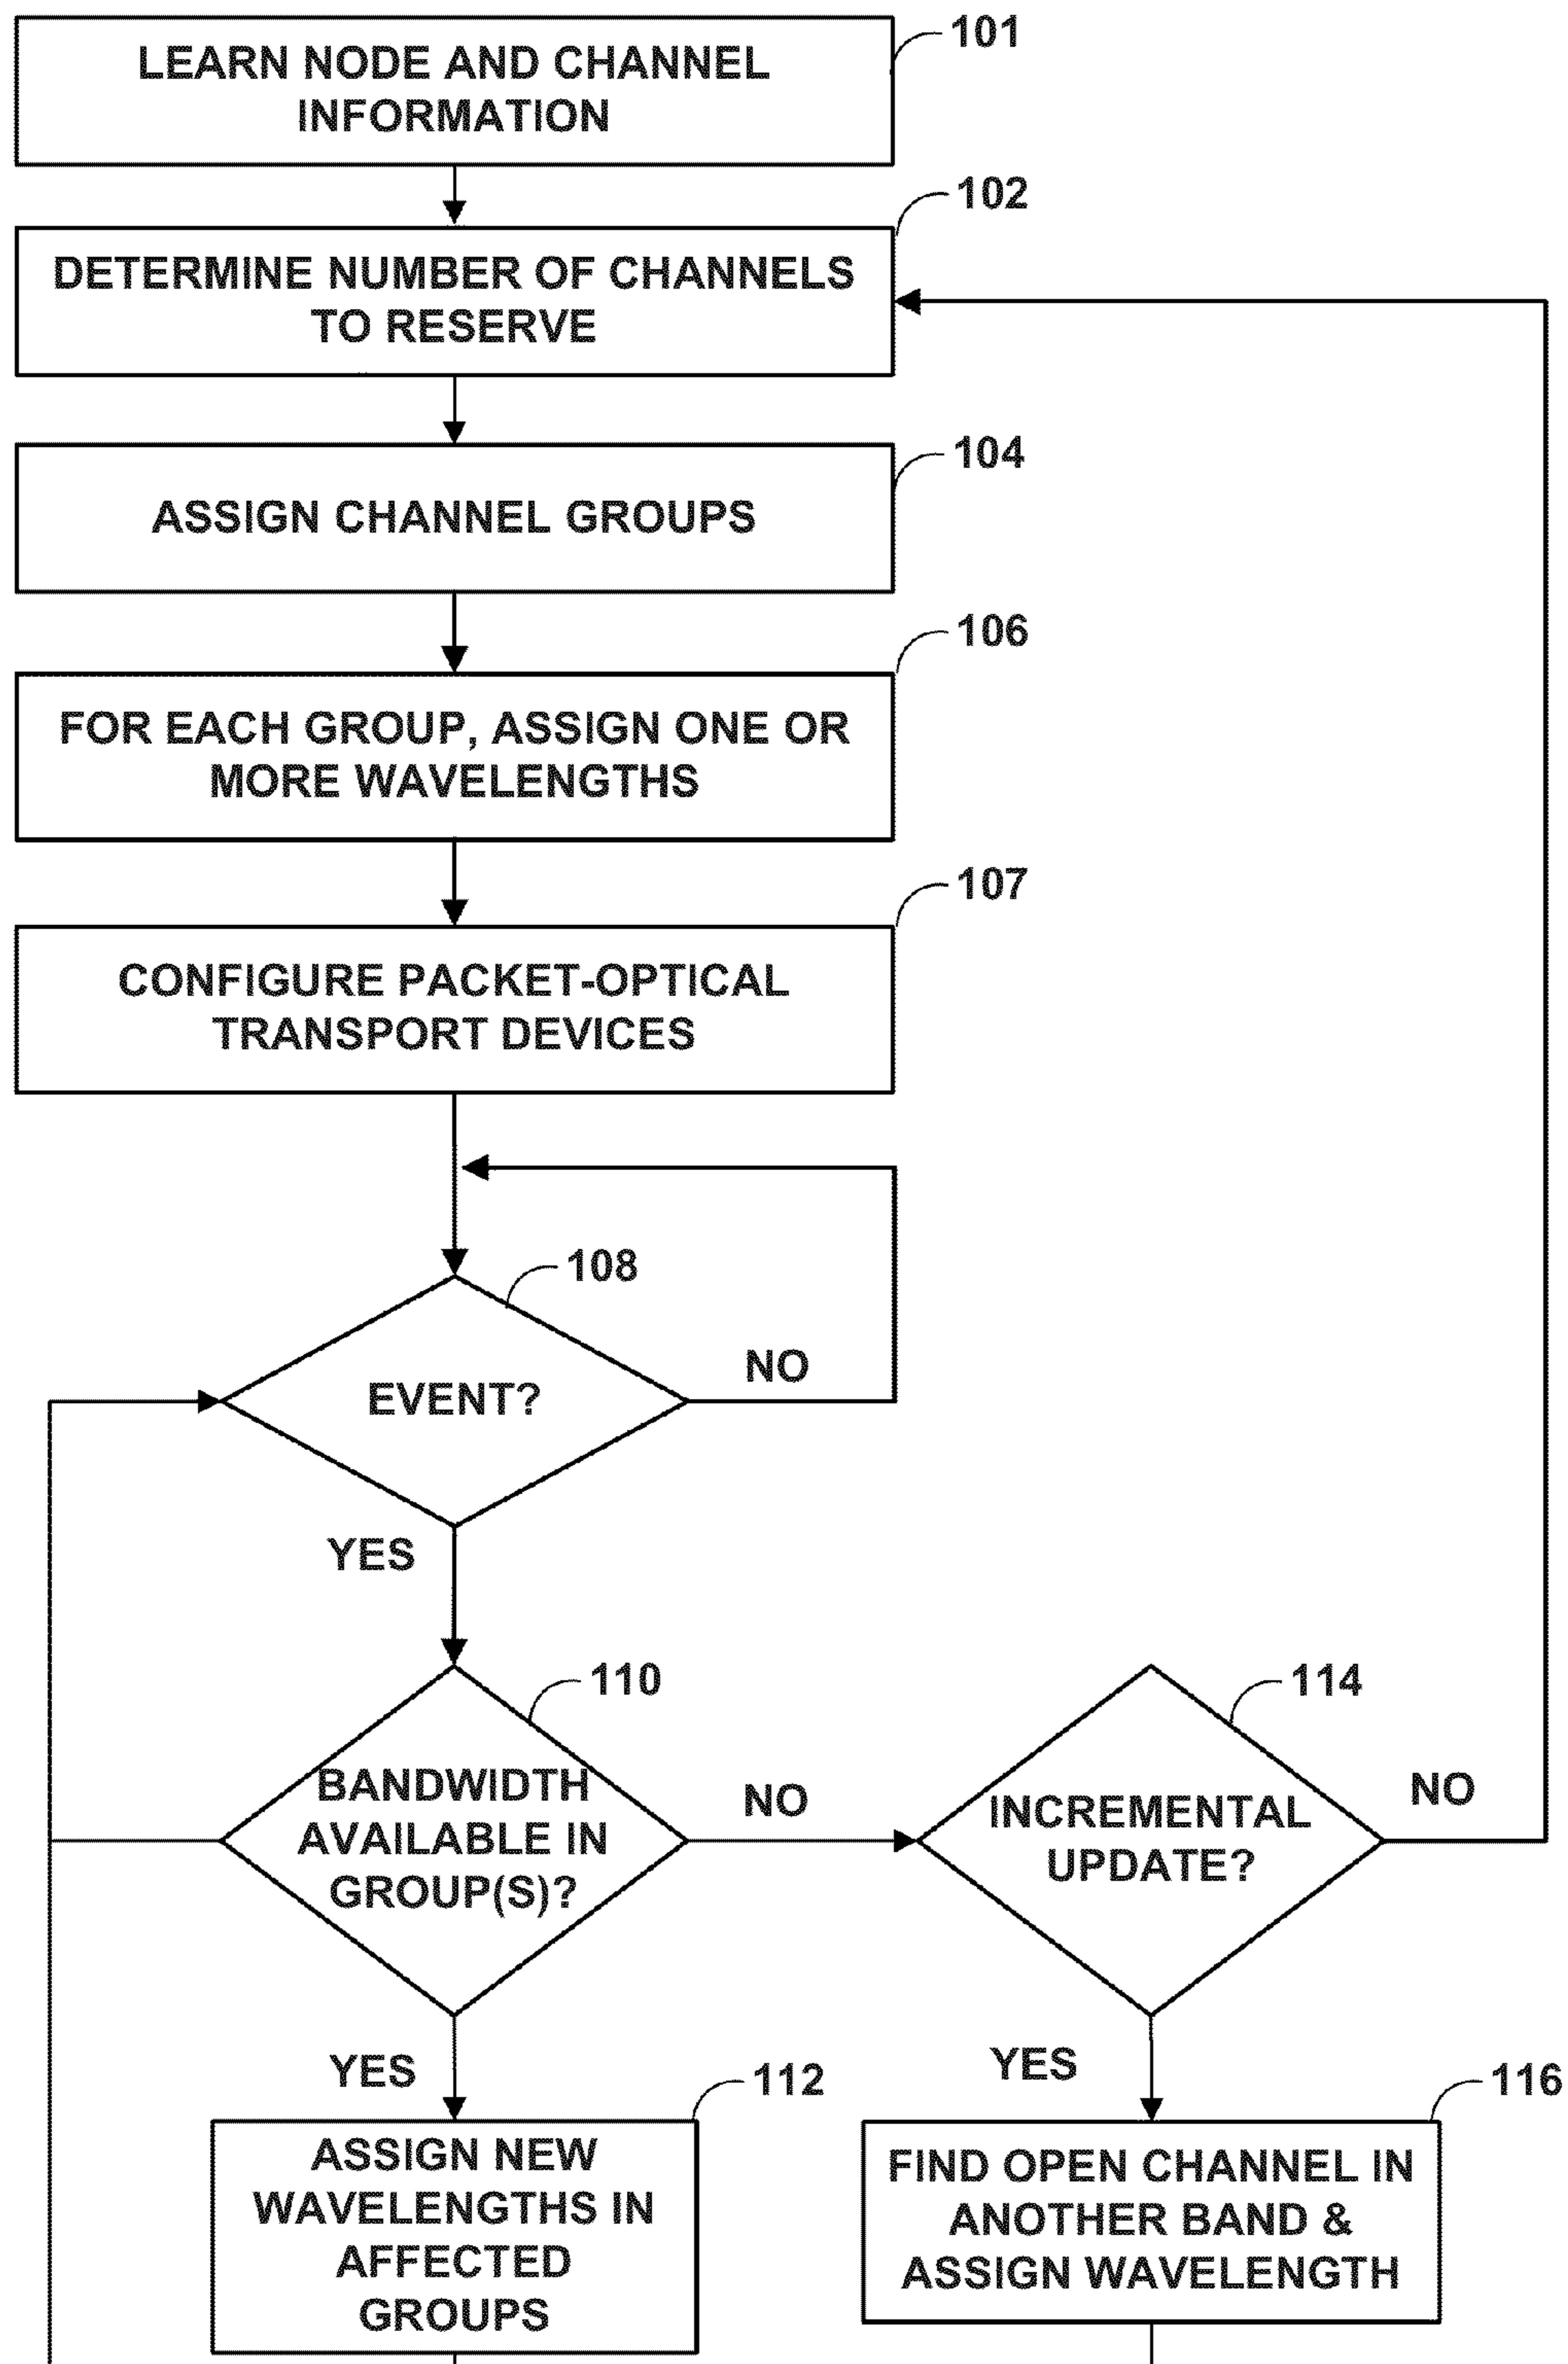 101
LEARN NODE AND CHANNEL
INFORMATION
102
DETERMINE NUMBER OF CHANNELS
TO RESERVE
104
ASSIGN CHANNEL GROUPS
106
FOR EACH GROUP, ASSIGN ONE OR
MORE WAVELENGTHS
107
CONFIGURE PACKET-OPTICAL
TRANSPORT DEVICES
108
EVENT?
NO
YES
110
BANDWIDTH
AVAILABLE IN
GROUP(S)?
NO
114
INCREMENTAL
UPDATE?
NO
YES
112
ASSIGN NEW
WAVELENGTHS IN
AFFECTED
GROUPS
YES
116
FIND OPEN CHANNEL IN
ANOTHER BAND &
ASSIGN WAVELENGTH